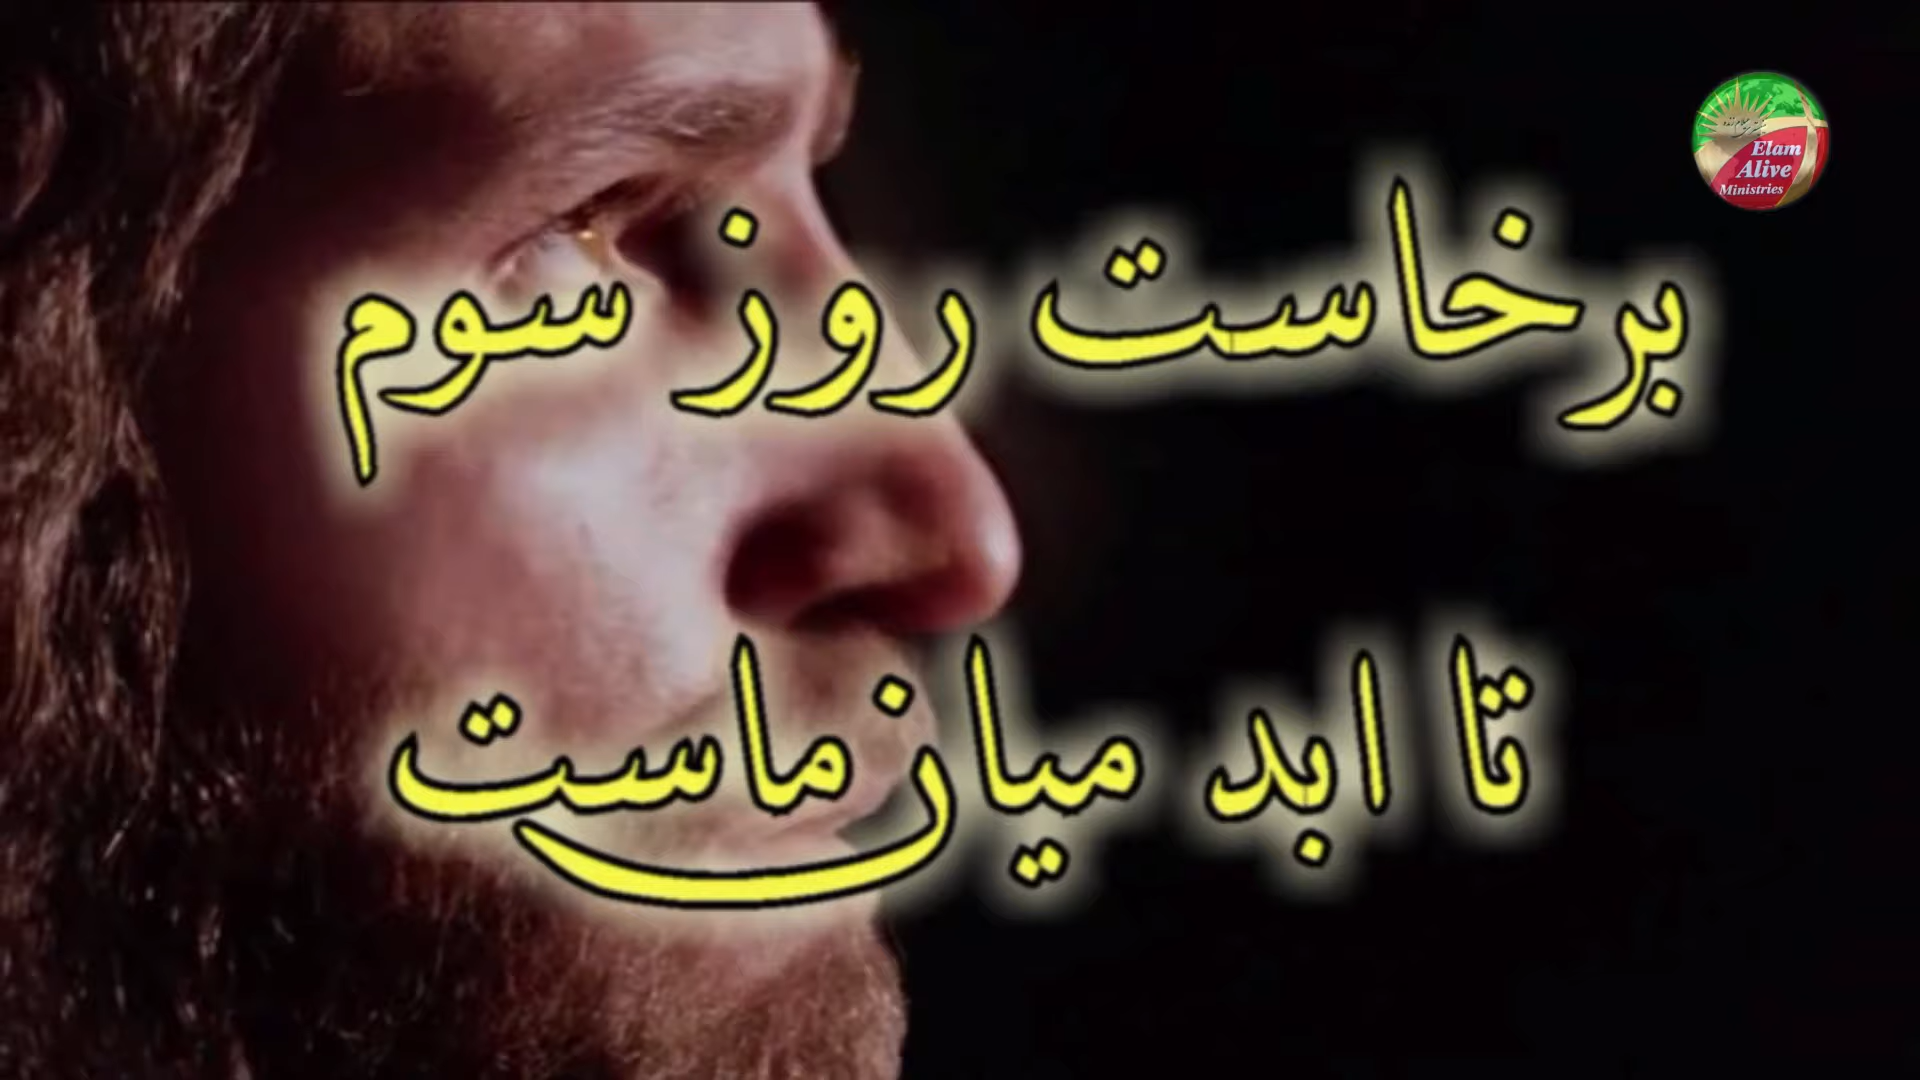 برخاست روز سوم
تا ابد میان ماست
Elam
Alive
Ministries